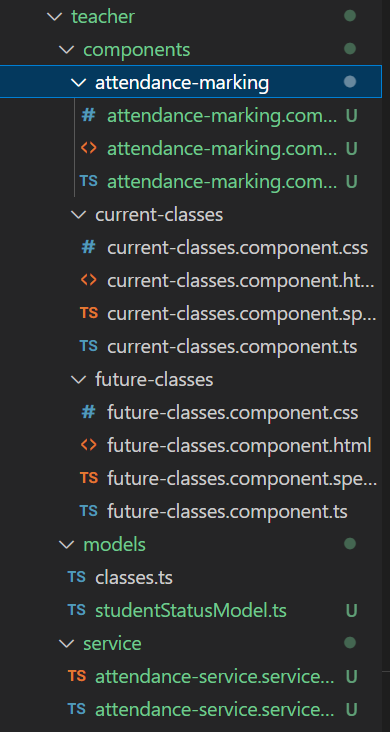 teacher
components
attendance-marking
# attendance-marking.com... U
<> attendance-marking.com... U
TS attendance-marking.com... U
current-classes
# current-classes.component.css
<> current-classes.component.ht...
TS current-classes.component.sp...
TS current-classes.component.ts
future-classes
# future-classes.component.css
<> future-classes.component.html
TS future-classes.component.spe...
TS future-classes.component.ts
models
TS classes.ts
TS studentStatusModel.ts U
service
TS attendance-service.service... U
TS attendance-service.service... U